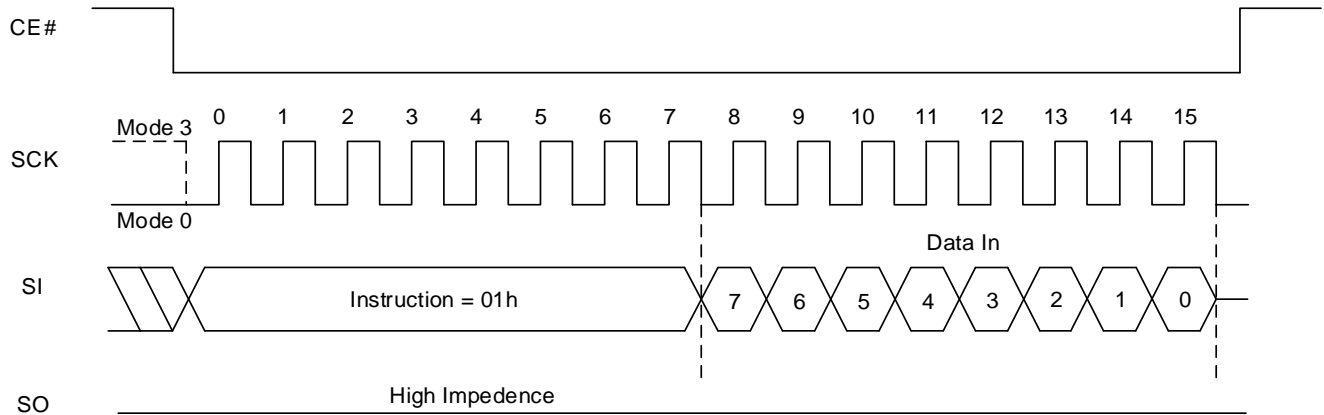 CE#
0 1 2 3 4 5 6 7 8 9 10 11 12 13 14 15
Mode 3
SCK
Mode 0
Data In
SI
Instruction = 01h
7 6 5 4 3 2 1 0
High Impedence
SO